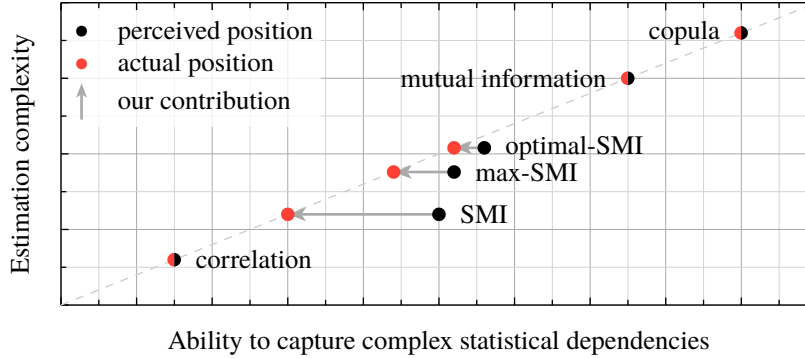 perceived position
actual position
our contribution
copula
mutual information
optimal-SMI
max-SMI
SMI
correlation
Estimation complexity
Ability to capture complex statistical dependencies